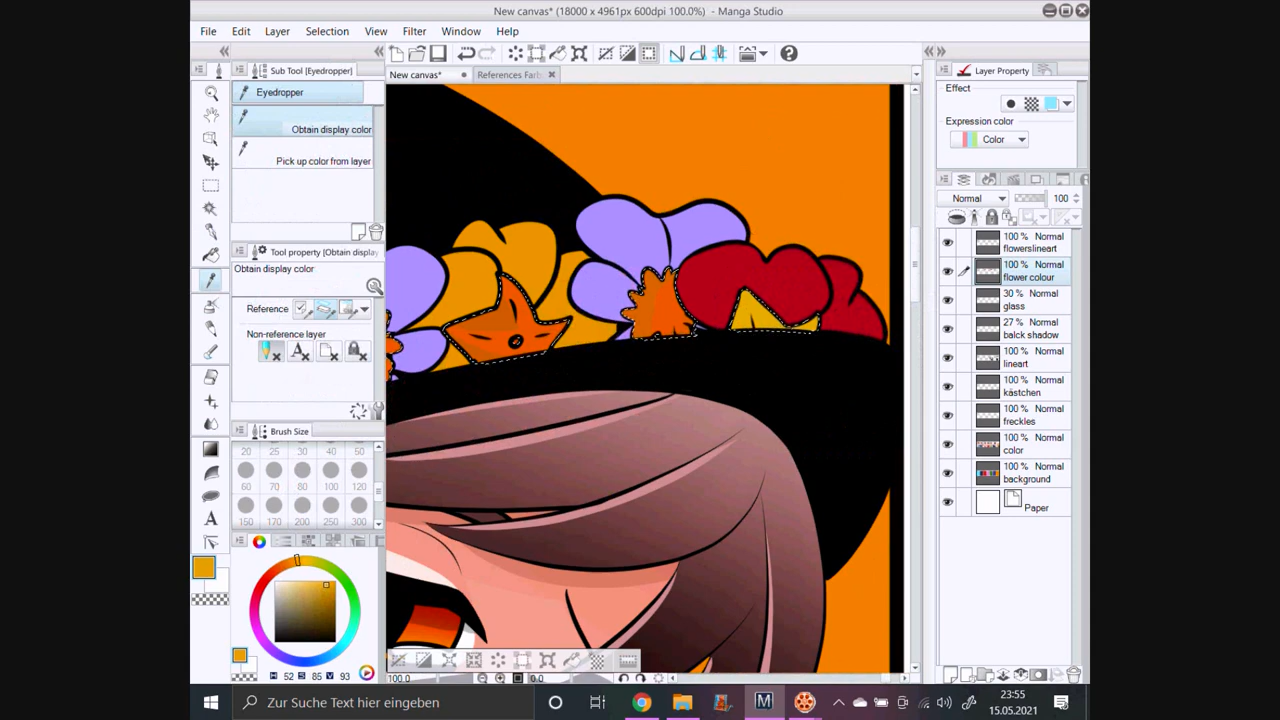 New canvas* (18000 x 4961px 600dpi 100.0%) - Manga Studio
File Edit Layer Selection View Filter Window Help
Sub Tool [Eyedropper]
New canvas*
References Farb
Layer Property
Eyedropper
Obtain display color
Pick up color from layer
Effect
Expression color
Color
Normal 100
Tool property [Obtain display
Obtain display color
Reference
Non-reference layer
100 % Normal
flowerslineart
100 % Normal
flower colour
30 % Normal
glass
27 % Normal
balck shadow
100 % Normal
lineart
100 % Normal
kästchen
100 % Normal
freckles
100 % Normal
color
100 % Normal
background
Paper
Brush Size
20 25 30 40 50
60 70 80 100 120
150 170 200 250 300
H 52 S 85 V 93
100.0
0.0
Zur Suche Text hier eingeben
23:55
15.05.2021